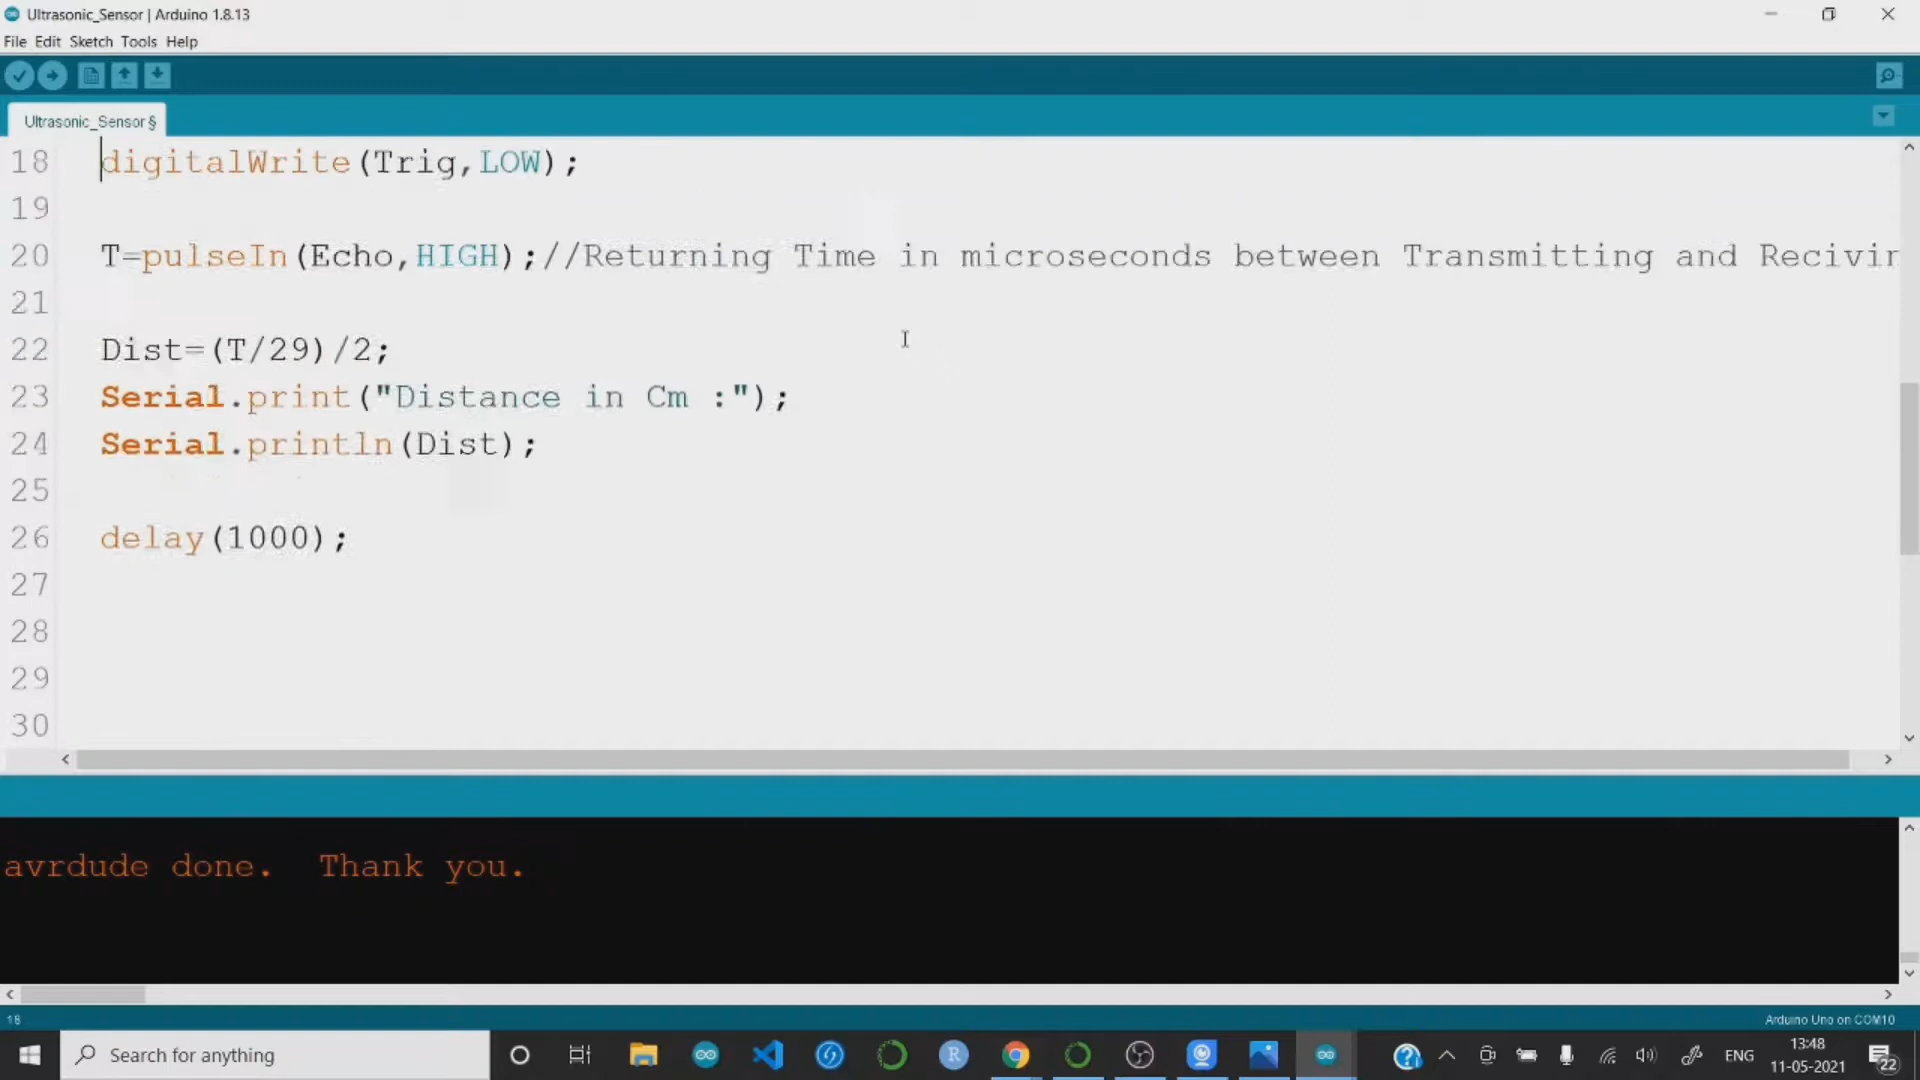 Ultrasonic_Sensor | Arduino 1.8.13
File Edit Sketch Tools Help
Ultrasonic_Sensor §
18 digitalWrite(Trig,LOW);
19
20 T=pulseIn(Echo,HIGH);//Returning Time in microseconds between Transmitting and Recivin
21
22 Dist=(T/29)/2;
23 Serial.print("Distance in Cm :");
24 Serial.println(Dist);
25
26 delay(1000);
27
28
29
30
avrdude done.  Thank you.
18
Arduino Uno on COM10
Search for anything
ENG
13:48
11-05-2021
22